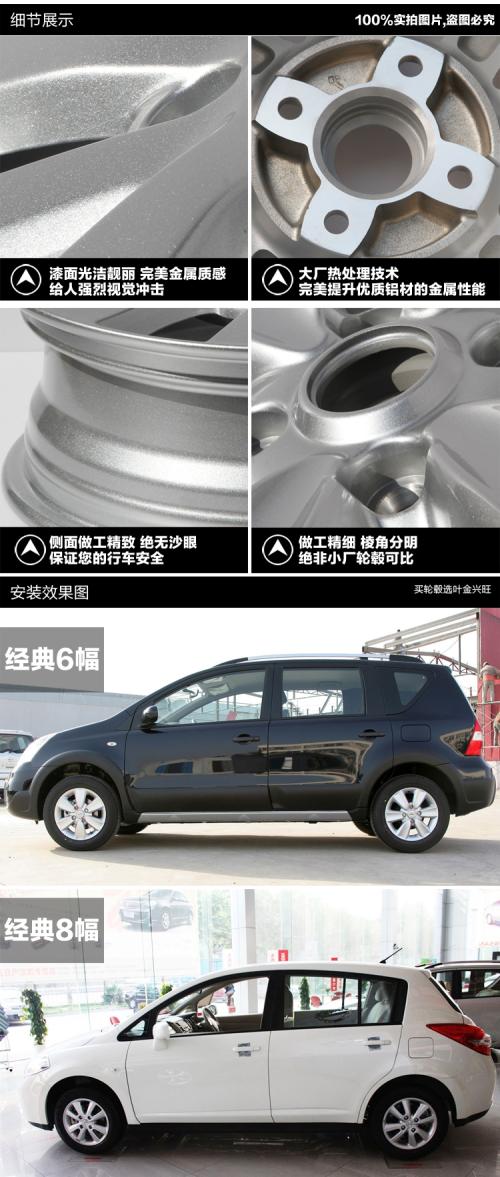 细节展示
100%实拍图片,盗图必究
漆面光洁靓丽 完美金属质感
给人强烈视觉冲击
大厂热处理技术
完美提升优质铝材的金属性能
侧面做工精致 绝无沙眼
保证您的行车安全
做工精细 棱角分明
绝非小厂轮毂可比
安装效果图
买轮毂选叶金兴旺
经典6幅
经典8幅